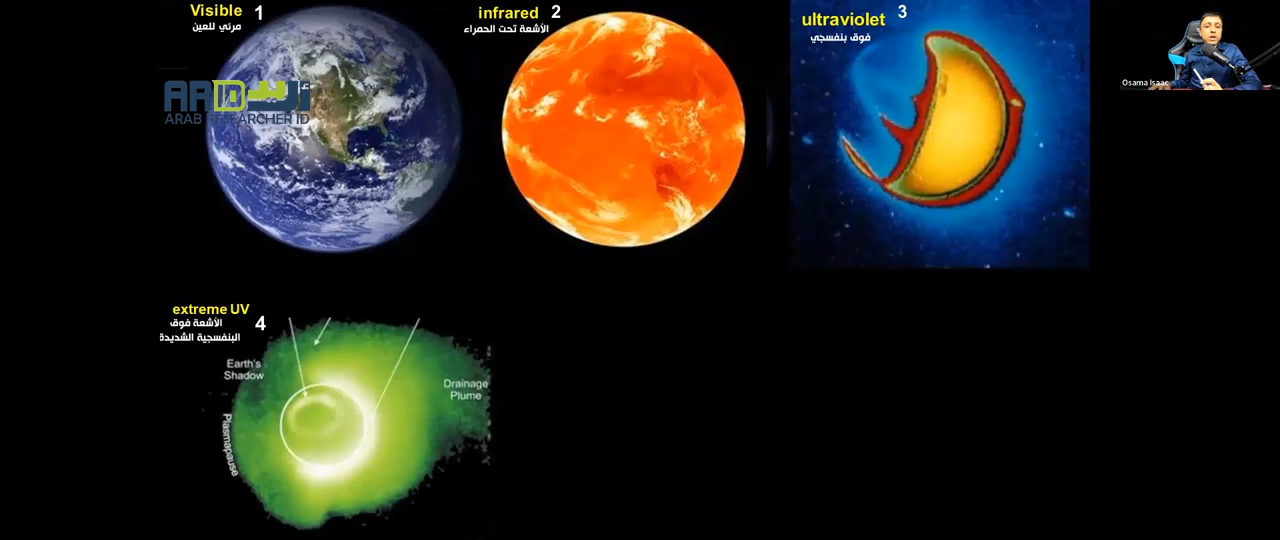 Visible 1
مرئي للعين
infrared 2
الأشعة تحت الحمراء
ultraviolet 3
فوق بنفسجي
ARID
ARAB RESEARCHER ID
Osama Isaac
extreme UV
الأشعة فوق 4
البنفسجية الشديدة
Earth's
Shadow
Drainage
Plume
Plasmapause